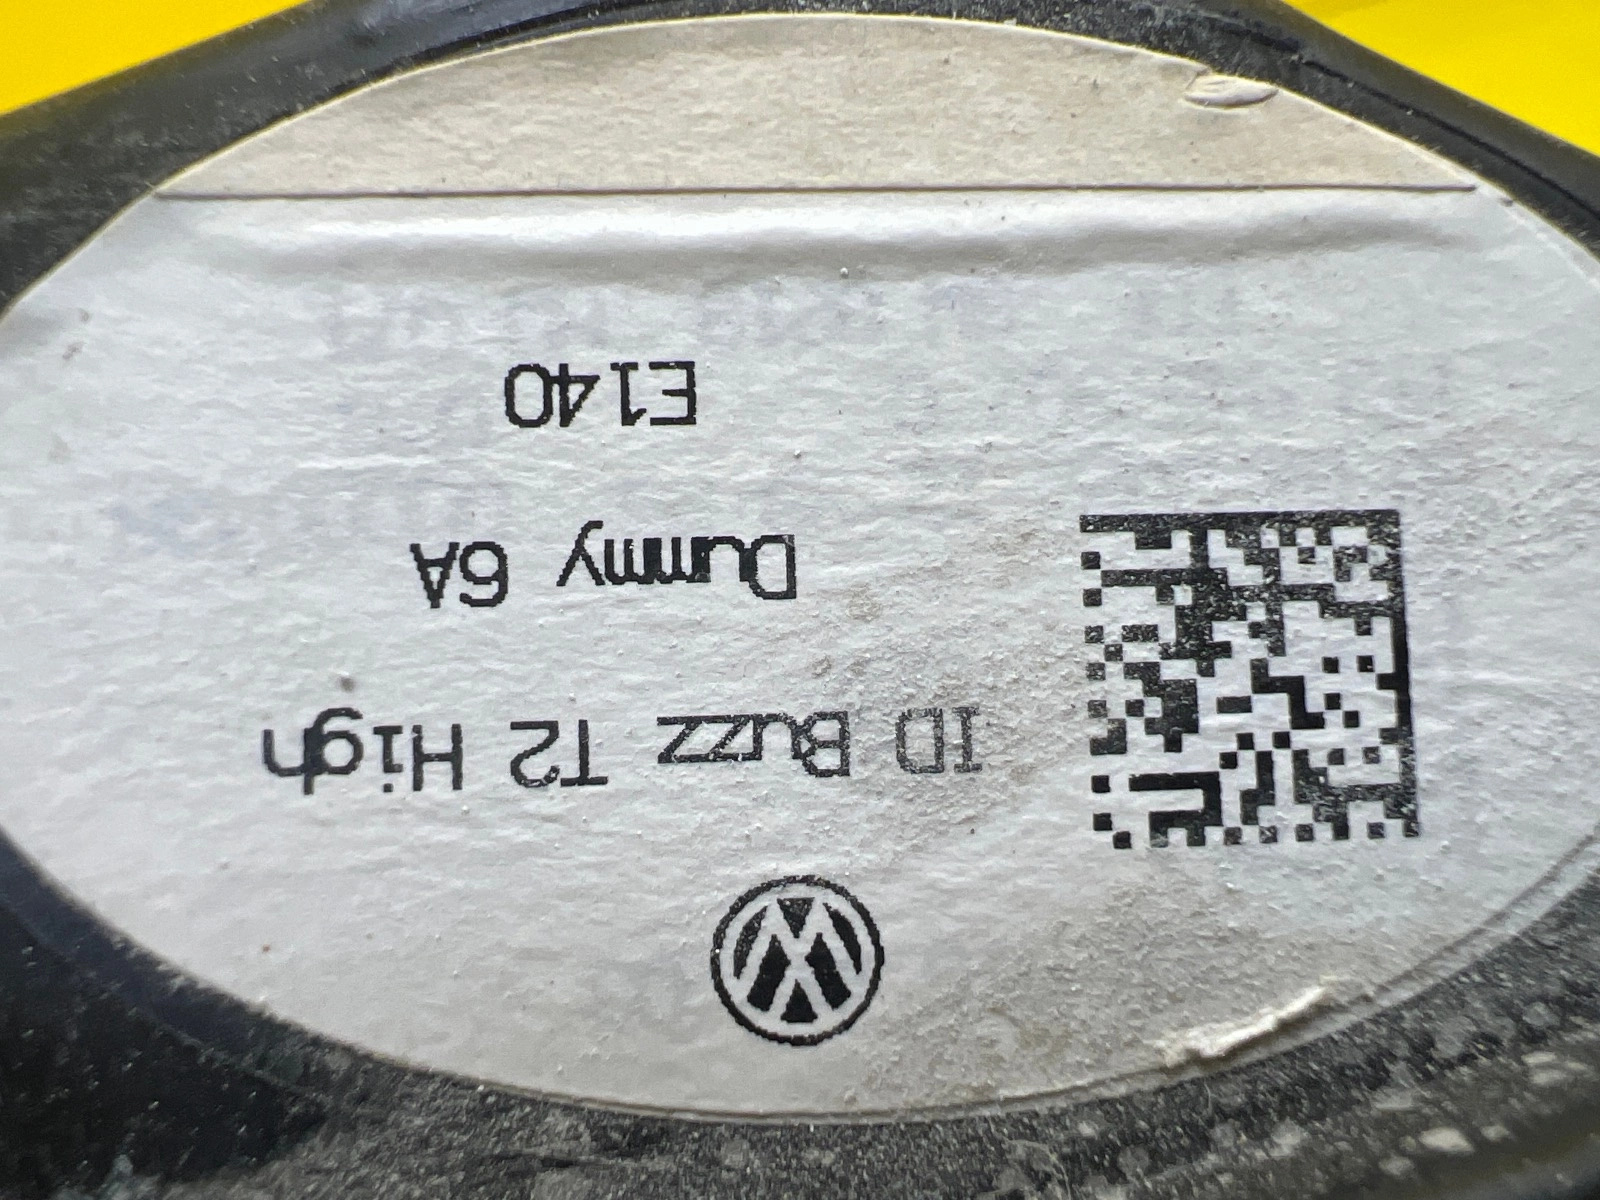 ID Buzz T2 High
Dummy 6A
E140